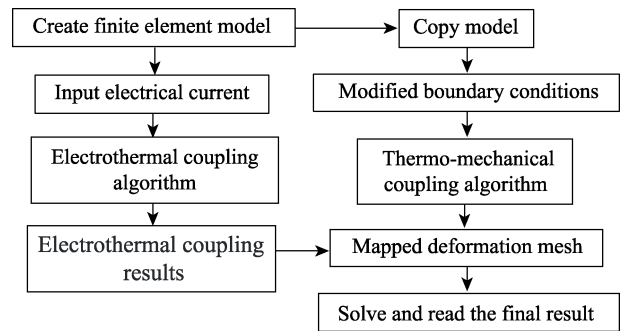 Create finite element model
Copy model
Input electrical current
Modified boundary conditions
Electrothermal coupling
algorithm
Thermo-mechanical
coupling algorithm
Electrothermal coupling
results
Mapped deformation mesh
Solve and read the final result